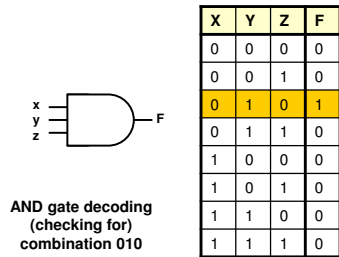 x
y
z
F
AND gate decoding
(checking for)
combination 010
X Y Z F
0 0 0 0
0 0 1 0
0 1 0 1
0 1 1 0
1 0 0 0
1 0 1 0
1 1 0 0
1 1 1 0